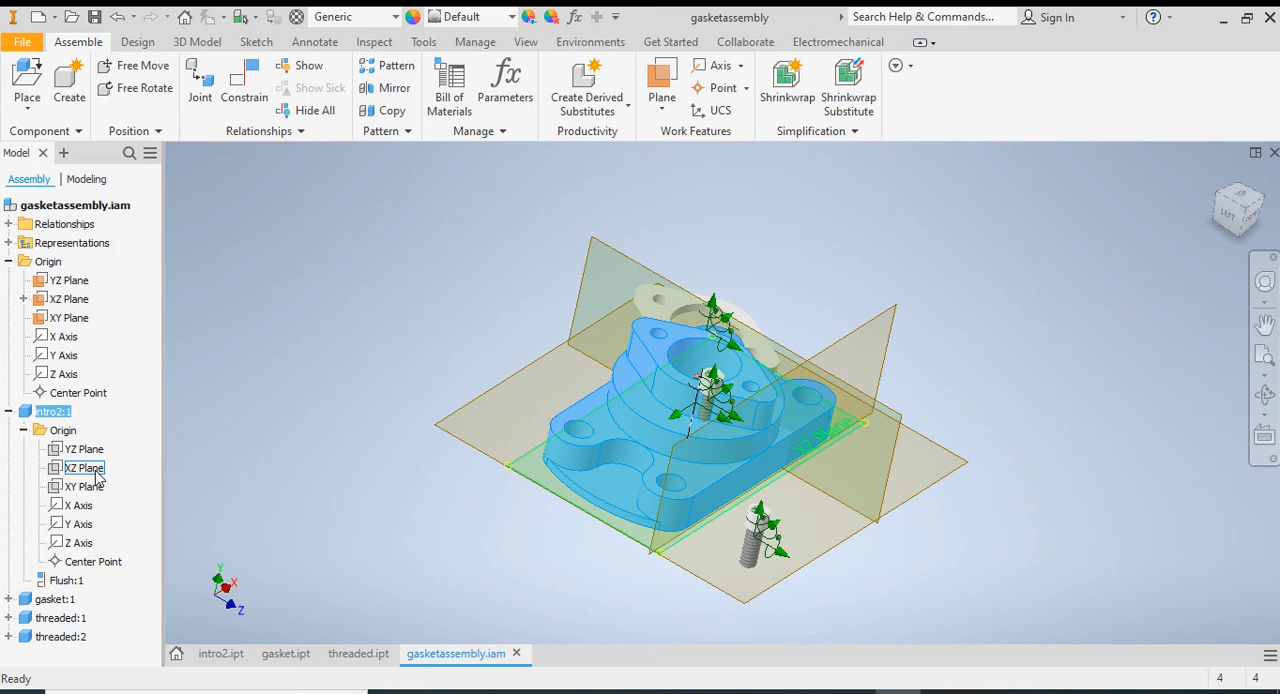 Generic
Default
fx
gasketassembly
Search Help & Commands...
Sign In
File
Assemble
Design
3D Model
Sketch
Annotate
Inspect
Tools
Manage
View
Environments
Get Started
Collaborate
Electromechanical
Place
Create
Free Move
Free Rotate
Component
Position
Joint
Constrain
Show
Show Sick
Hide All
Relationships
Pattern
Mirror
Copy
Pattern
Bill of
Materials
fx
Parameters
Manage
Create Derived
Substitutes
Productivity
Plane
Axis
Point
UCS
Work Features
Shrinkwrap
Shrinkwrap
Substitute
Simplification
Model
Assembly
Modeling
gasketassembly.iam
Relationships
Representations
Origin
YZ Plane
XZ Plane
XY Plane
X Axis
Y Axis
Z Axis
Center Point
intro2:1
Origin
YZ Plane
XZ Plane
XY Plane
X Axis
Y Axis
Z Axis
Center Point
Flush:1
gasket:1
threaded:1
threaded:2
XZ Plane
LEFT
Y
X
Z
intro2.ipt
gasket.ipt
threaded.ipt
gasketassembly.iam
Ready
4
4